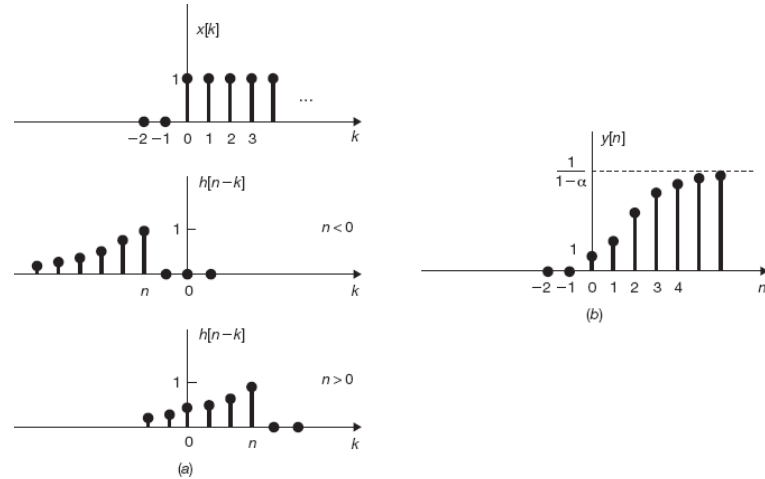 x[k]
1
...
−2 −1 0 1 2 3 k
h[n−k]
1 n < 0
n 0 k
h[n−k]
1 n > 0
0 n k
(a)
y[n]
1
1−α
1
−2 −1 0 1 2 3 4 n
(b)